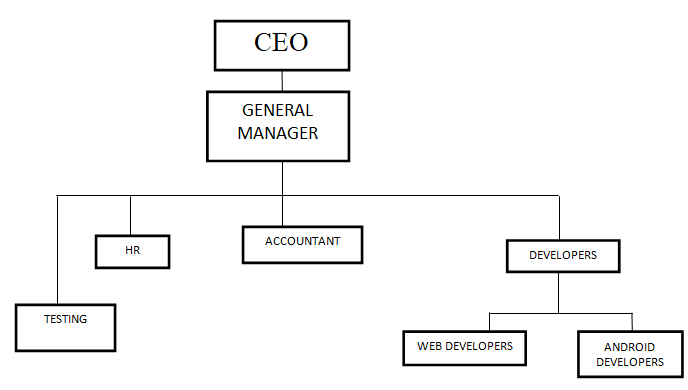 CEO
GENERAL
MANAGER
HR
ACCOUNTANT
DEVELOPERS
TESTING
WEB DEVELOPERS
ANDROID
DEVELOPERS